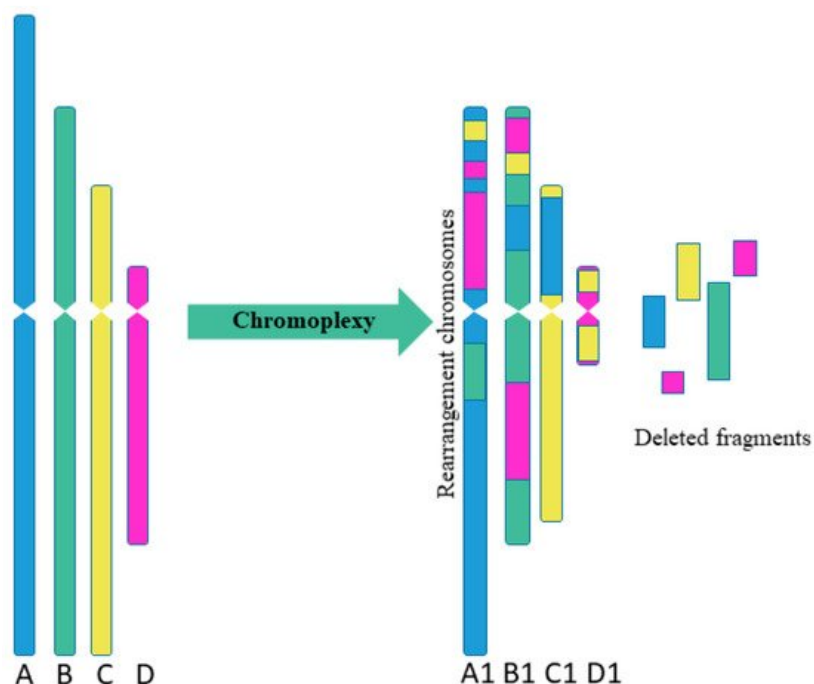 Chromoplexy
Rearrangement chromosomes
Deleted fragments
A B C D
A1 B1 C1 D1